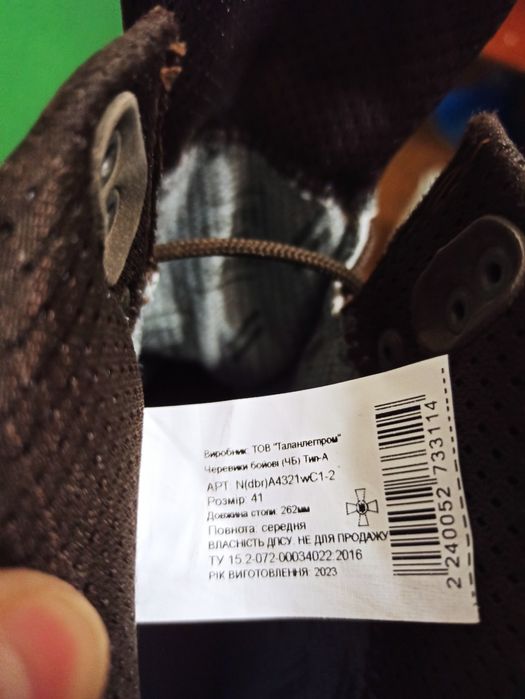 Виробник: ТОВ "Таланлегпром"
Черевики бойові (ЧБ) Тип-А
АРТ. N(dbr)A4321wC1-2
Розмір: 41
Довжина стопи: 262мм
Повнота: середня
ВЛАСНІСТЬ ДПСУ. НЕ ДЛЯ ПРОДАЖУ
ТУ 15.2-072-00034022:2016
РІК ВИГОТОВЛЕННЯ: 2023
2 240052 733114